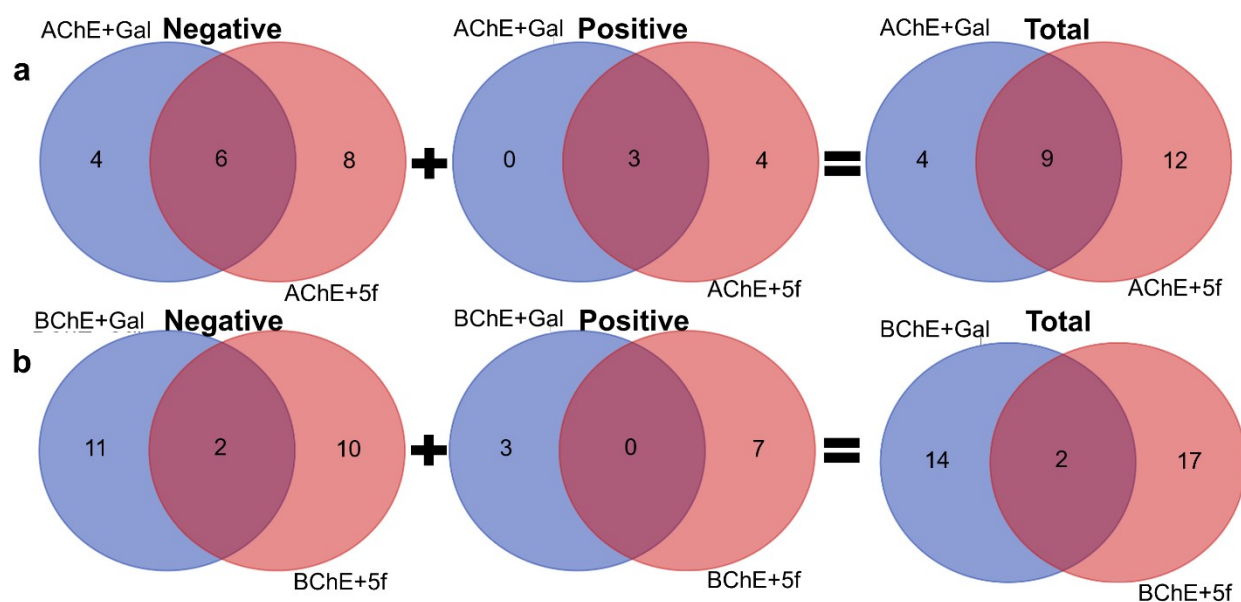 AChE+Gal Negative AChE+Gal Positive AChE+Gal Total
a
4 6 8 + 0 3 4 = 4 9 12
AChE+5f AChE+5f AChE+5f
BChE+Gal Negative BChE+Gal Positive BChE+Gal Total
b
11 2 10 + 3 0 7 = 14 2 17
BChE+5f BChE+5f BChE+5f